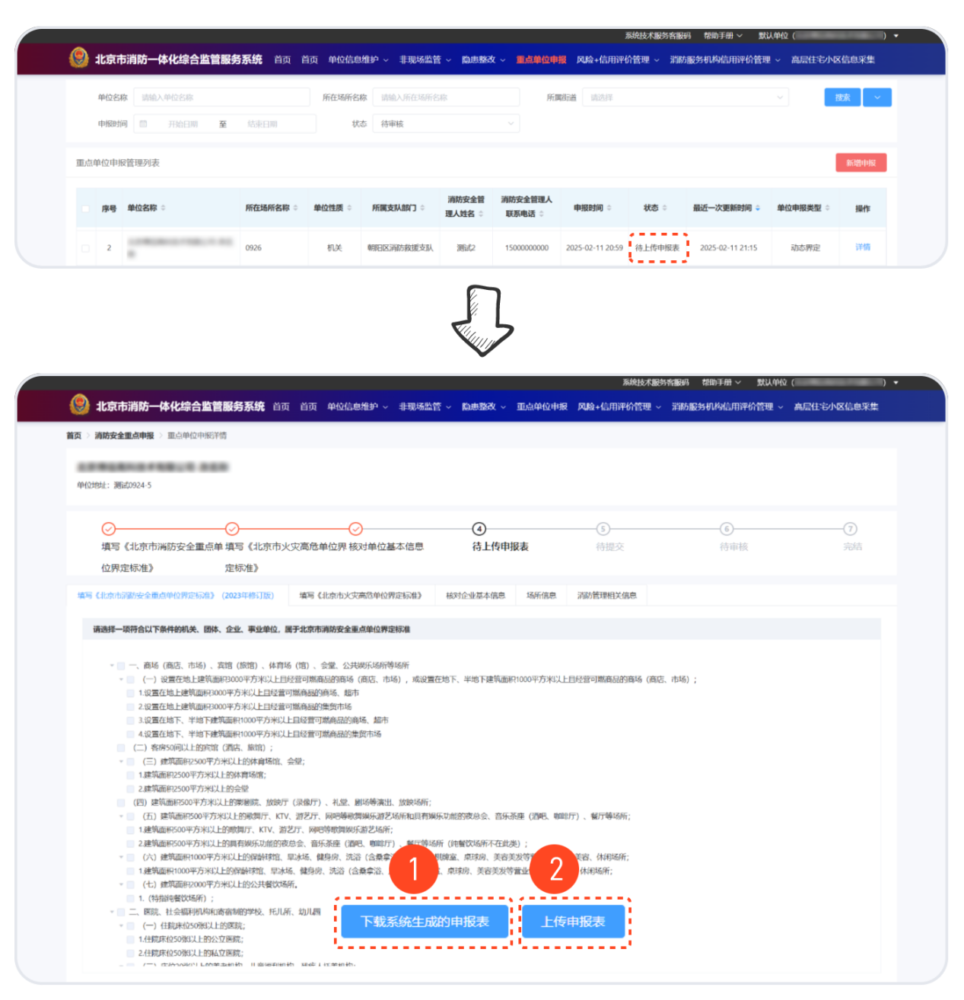 系统技术服务客服码 帮助手册 默认单位 ( )
北京市消防一体化综合监管服务系统 首页 首页 单位信息维护 非现场监管 隐患整改 重点单位申报 风险+信用评价管理 消防服务机构信用评价管理 高层住宅小区信息采集
单位名称 请输入单位名称 所在场所名称 请输入所在场所名称 所属街道 请选择 搜索
申报时间 开始日期 至 结束日期 状态 待审核
重点单位申报管理列表 新增申报
序号 单位名称 所在场所名称 单位性质 所属支队部门 消防安全管理人姓名 消防安全管理人联系电话 申报时间 状态 最近一次更新时间 单位申报类型 操作
2 0926 机关 朝阳区消防救援支队 测试2 15000000000 2025-02-11 20:59 待上传申报表 2025-02-11 21:15 动态界定 详情
系统技术服务客服码 帮助手册 默认单位 ( )
北京市消防一体化综合监管服务系统 首页 首页 单位信息维护 非现场监管 隐患整改 重点单位申报 风险+信用评价管理 消防服务机构信用评价管理 高层住宅小区信息采集
首页 > 消防安全重点申报 > 重点单位申报详情
单位地址：测试0924-5
④ ⑤ ⑥ ⑦
填写《北京市消防安全重点单 填写《北京市火灾高危单位界 核对单位基本信息 待上传申报表 待提交 待审核 完结
位界定标准》 定标准》
填写《北京市消防安全重点单位界定标准》（2023年修订版） 填写《北京市火灾高危单位界定标准》 核对企业基本信息 场所信息 消防管理相关信息
请选择一项符合以下条件的机关、团体、企业、事业单位，属于北京市消防安全重点单位界定标准
一、商场（商店、市场）、宾馆（旅馆）、体育场（馆）、会堂、公共娱乐场所等场所
（一）设置在地上建筑面积3000平方米以上且经营可燃商品的商场（商店、市场），或设置在地下、半地下建筑面积1000平方米以上且经营可燃商品的商场（商店、市场）;
1.设置在地上建筑面积3000平方米以上且经营可燃商品的商场、超市
2.设置在地上建筑面积3000平方米以上且经营可燃商品的集贸市场
3.设置在地下、半地下建筑面积1000平方米以上且经营可燃商品的商场、超市
4.设置在地下、半地下建筑面积1000平方米以上且经营可燃商品的集贸市场
（二）客房50间以上的宾馆（酒店、旅馆）;
（三）建筑面积2500平方米以上的体育场馆、会堂;
1.建筑面积2500平方米以上的体育场馆;
2.建筑面积2500平方米以上的会堂
（四）建筑面积500平方米以上的影剧院、放映厅（录像厅）、礼堂、剧场等演出、放映场所;
（五）建筑面积500平方米以上的歌舞厅、KTV、游艺厅、网吧等歌舞娱乐游艺场所和具有娱乐功能的夜总会、音乐茶座（酒吧、咖啡厅）、餐厅等场所;
1.建筑面积500平方米以上的歌舞厅、KTV、游艺厅、网吧等歌舞娱乐游艺场所;
2.建筑面积500平方米以上的具有娱乐功能的夜总会、音乐茶座（酒吧、咖啡厅）、餐厅等场所（纯餐饮场所不在此类）;
（六）建筑面积1000平方米以上的保龄球馆、旱冰场、健身房、洗浴（含桑拿浴 棋牌室、桌球房、美容美发等营 美容、休闲场所;
1.建筑面积1000平方米以上的保龄球馆、旱冰场、健身房、洗浴（含桑拿浴、 、桌球房、美容美发等营业 休闲场所;
（七）建筑面积2000平方米以上的公共餐饮场所。
1.（特指纯餐饮场所）;
二、医院、社会福利机构和寄宿制的学校、托儿所、幼儿园
（一）住院床位50张以上的医院;
1.住院床位50张以上的公立医院;
2.住院床位50张以上的私立医院;
1 2
下载系统生成的申报表 上传申报表